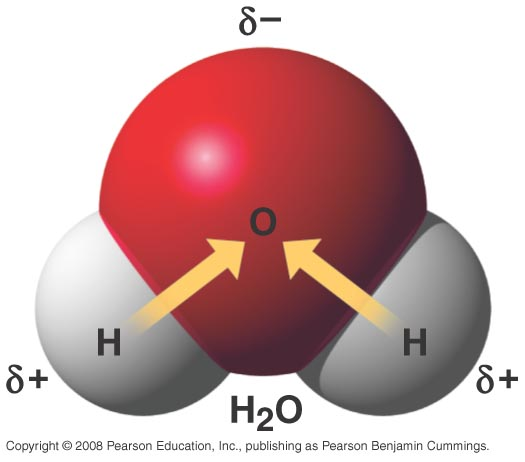 δ−
O
H H
δ+ δ+
H₂O
Copyright © 2008 Pearson Education, Inc., publishing as Pearson Benjamin Cummings.